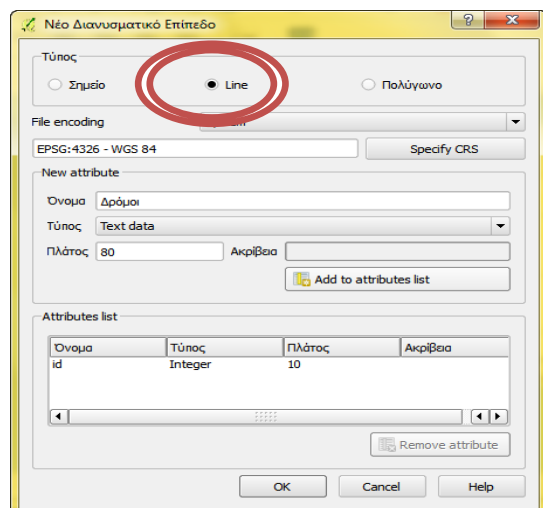 Νέο Διανυσματικό Επίπεδο
Τύπος
Σημείο Line Πολύγωνο
File encoding
EPSG:4326 - WGS 84 Specify CRS
New attribute
Όνομα Δρόμοι
Τύπος Text data
Πλάτος 80 Ακρίβεια
Add to attributes list
Attributes list
Όνομα Τύπος Πλάτος Ακρίβεια
id Integer 10
Remove attribute
OK Cancel Help